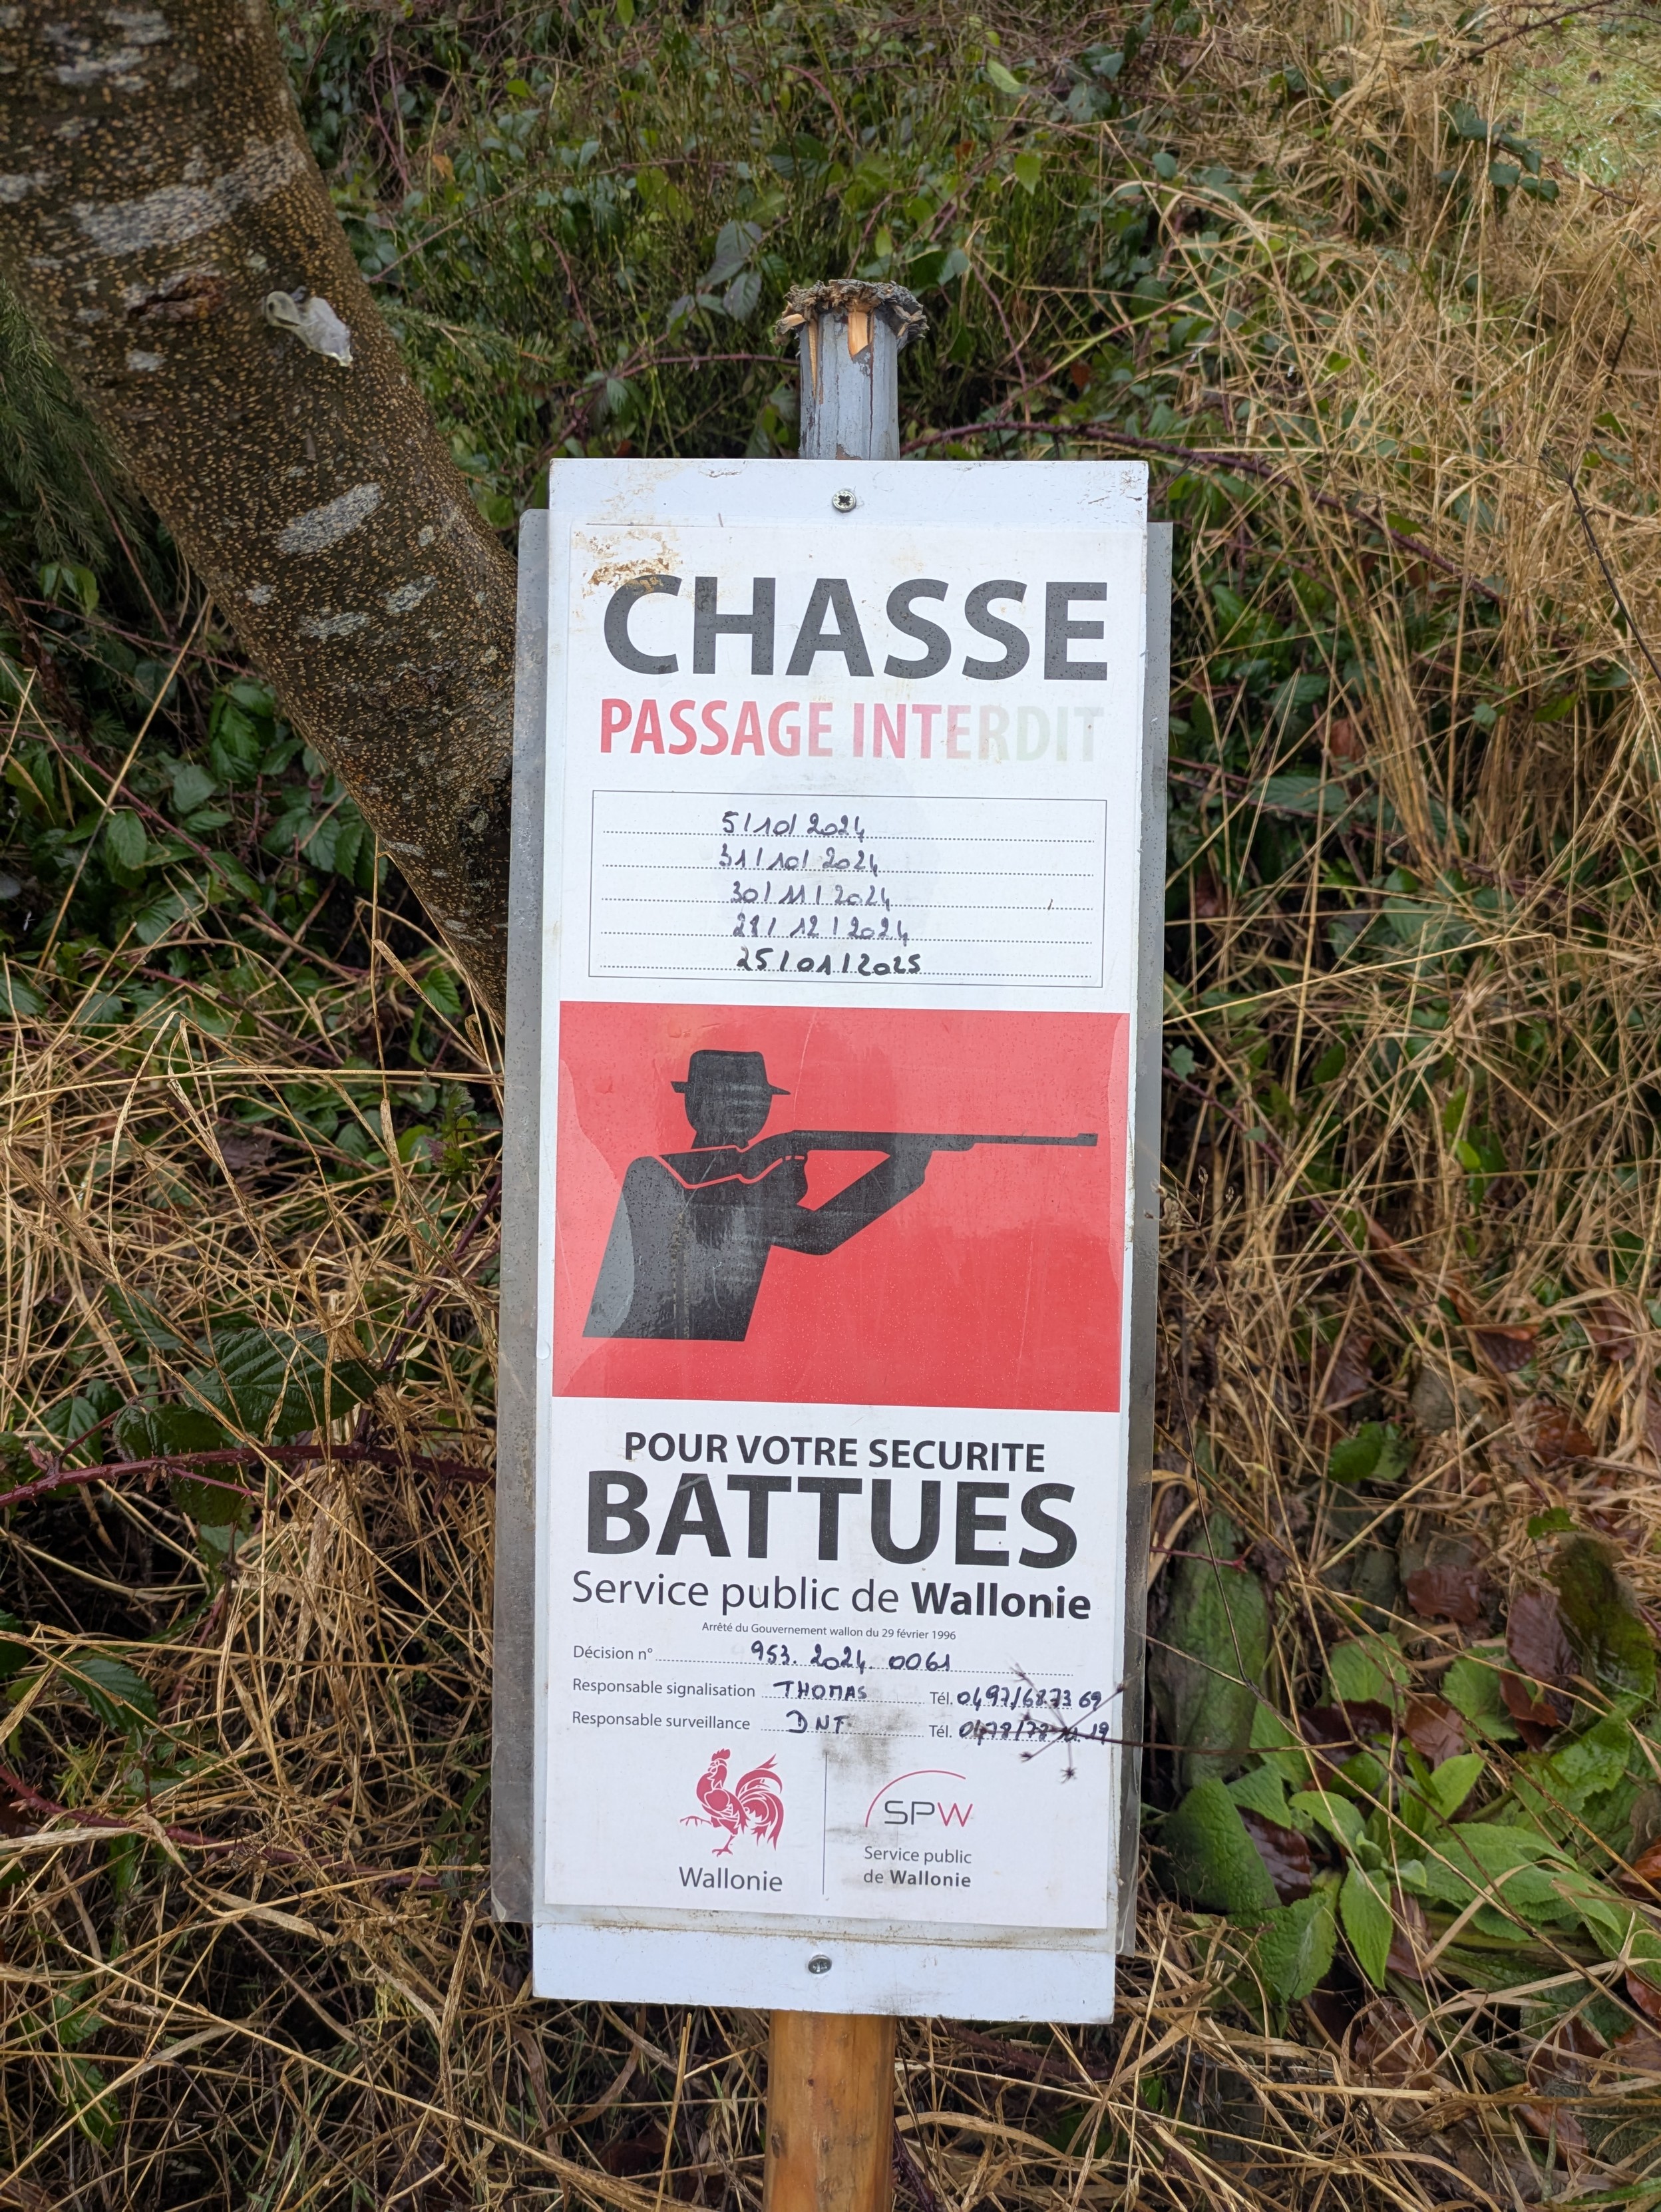 CHASSE
PASSAGE INTERDIT
5/10/2024
31/10/2024
30/11/2024
28/12/2024
25/01/2025
POUR VOTRE SECURITE
BATTUES
Service public de Wallonie
Arrêté du Gouvernement wallon du 29 février 1996
Décision n° 953.2024.0061
Responsable signalisation THOMAS Tél. 0497/687369
Responsable surveillance DNF Tél.
Wallonie
SPW
Service public
de Wallonie